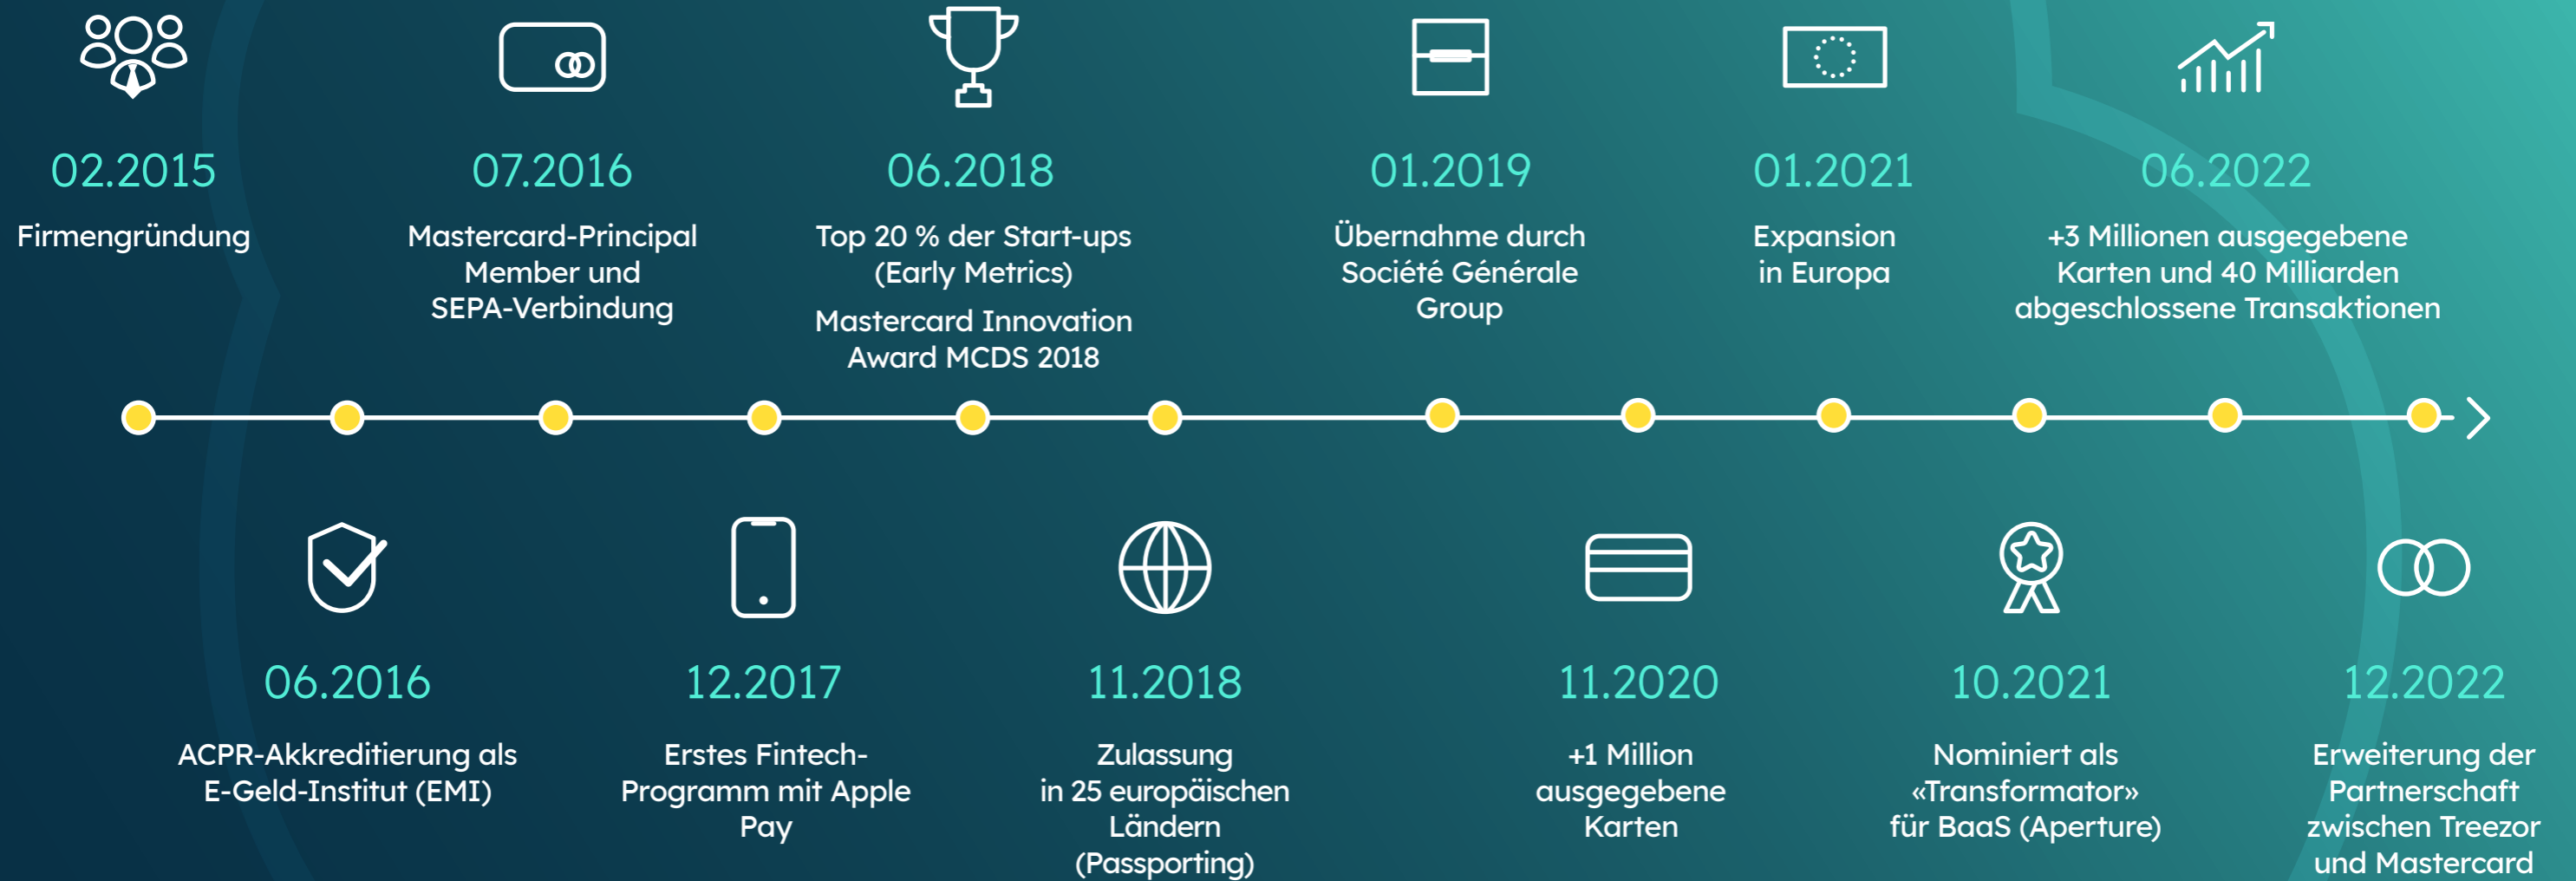 02.2015
Firmengründung
07.2016
Mastercard-Principal
Member und
SEPA-Verbindung
06.2018
Top 20 % der Start-ups
(Early Metrics)
Mastercard Innovation
Award MCDS 2018
01.2019
Übernahme durch
Société Générale
Group
01.2021
Expansion
in Europa
06.2022
+3 Millionen ausgegebene
Karten und 40 Milliarden
abgeschlossene Transaktionen
06.2016
ACPR-Akkreditierung als
E-Geld-Institut (EMI)
12.2017
Erstes Fintech-
Programm mit Apple
Pay
11.2018
Zulassung
in 25 europäischen
Ländern
(Passporting)
11.2020
+1 Million
ausgegebene
Karten
10.2021
Nominiert als
«Transformator»
für BaaS (Aperture)
12.2022
Erweiterung der
Partnerschaft
zwischen Treezor
und Mastercard